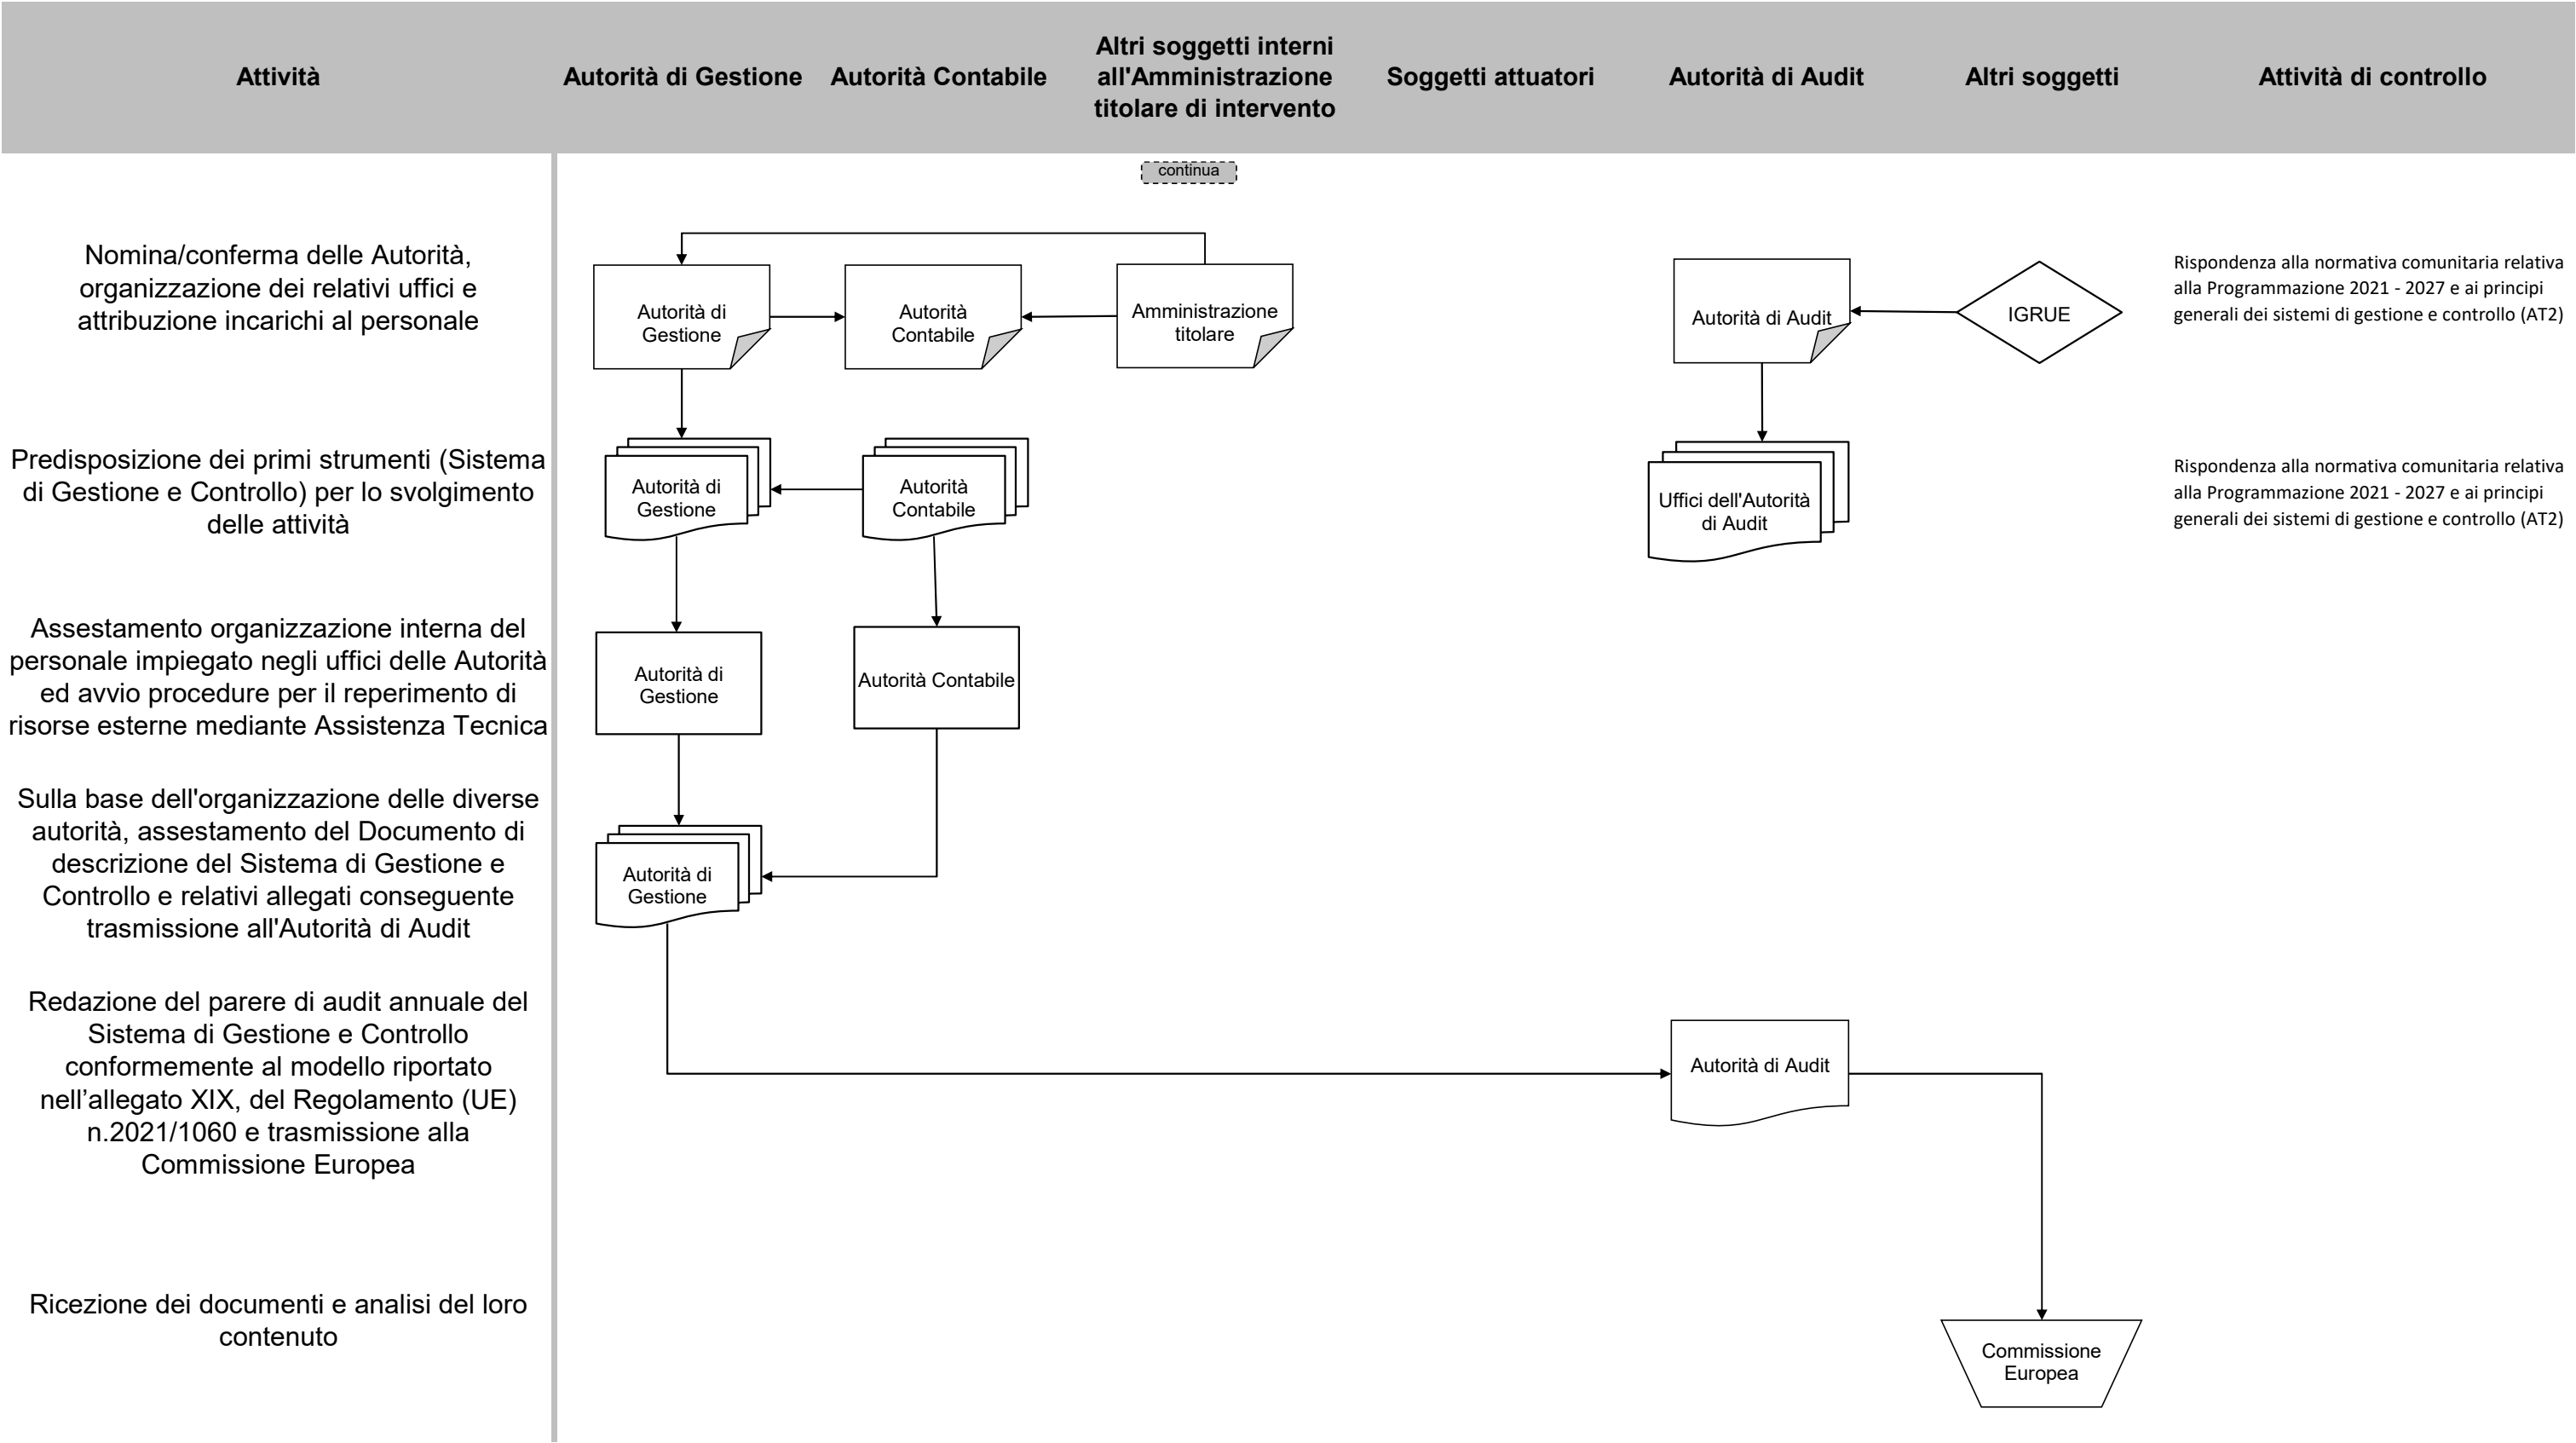 Attività
Autorità di Gestione
Autorità Contabile
Altri soggetti interni
all'Amministrazione
titolare di intervento
Soggetti attuatori
Autorità di Audit
Altri soggetti
Attività di controllo
continua
Nomina/conferma delle Autorità,
organizzazione dei relativi uffici e
attribuzione incarichi al personale
Autorità di
Gestione
Autorità
Contabile
Amministrazione
titolare
Autorità di Audit
IGRUE
Rispondenza alla normativa comunitaria relativa
alla Programmazione 2021 - 2027 e ai principi
generali dei sistemi di gestione e controllo (AT2)
Predisposizione dei primi strumenti (Sistema
di Gestione e Controllo) per lo svolgimento
delle attività
Autorità di
Gestione
Autorità
Contabile
Uffici dell'Autorità
di Audit
Rispondenza alla normativa comunitaria relativa
alla Programmazione 2021 - 2027 e ai principi
generali dei sistemi di gestione e controllo (AT2)
Assestamento organizzazione interna del
personale impiegato negli uffici delle Autorità
ed avvio procedure per il reperimento di
risorse esterne mediante Assistenza Tecnica
Autorità di
Gestione
Autorità Contabile
Sulla base dell'organizzazione delle diverse
autorità, assestamento del Documento di
descrizione del Sistema di Gestione e
Controllo e relativi allegati conseguente
trasmissione all'Autorità di Audit
Autorità di
Gestione
Redazione del parere di audit annuale del
Sistema di Gestione e Controllo
conformemente al modello riportato
nell’allegato XIX, del Regolamento (UE)
n.2021/1060 e trasmissione alla
Commissione Europea
Autorità di Audit
Ricezione dei documenti e analisi del loro
contenuto
Commissione
Europea